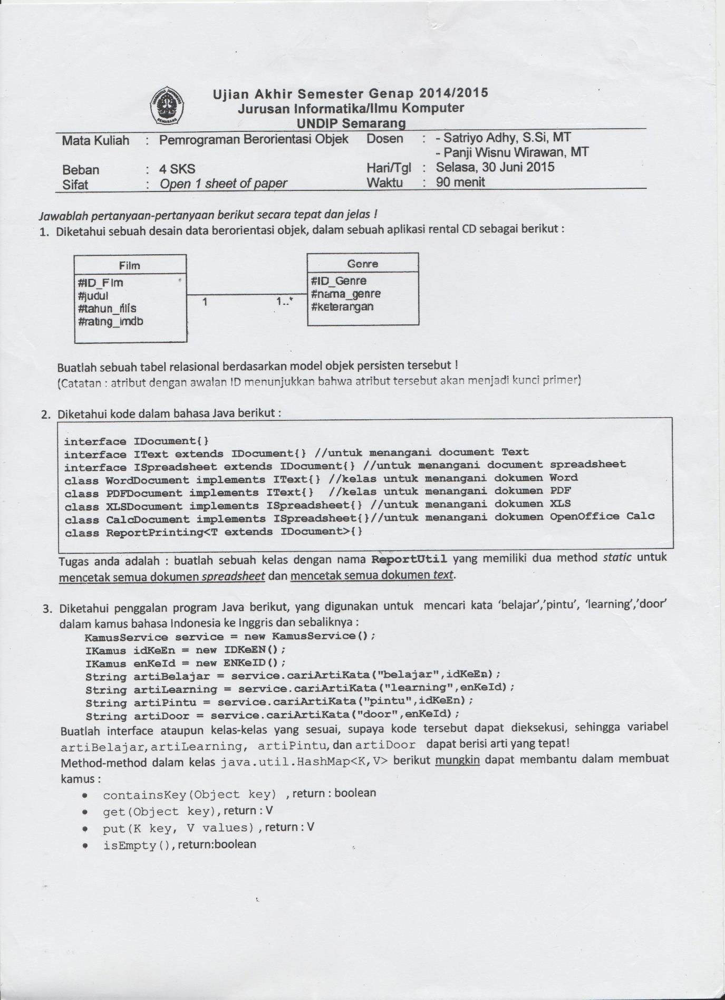 Ujian Akhir Semester Genap 2014/2015
Jurusan Informatika/Ilmu Komputer
UNDIP Semarang
Mata Kuliah : Pemrograman Berorientasi Objek Dosen : - Satriyo Adhy, S.Si, MT
- Panji Wisnu Wirawan, MT
Beban : 4 SKS Hari/Tgl : Selasa, 30 Juni 2015
Sifat : Open 1 sheet of paper Waktu : 90 menit
Jawablah pertanyaan-pertanyaan berikut secara tepat dan jelas !
1. Diketahui sebuah desain data berorientasi objek, dalam sebuah aplikasi rental CD sebagai berikut :
Film
#ID_Flm
#judul
#tahun_rilis
#rating_imdb
1 1..*
Genre
#ID_Genre
#nama_genre
#keterangan
Buatlah sebuah tabel relasional berdasarkan model objek persisten tersebut !
(Catatan : atribut dengan awalan ID menunjukkan bahwa atribut tersebut akan menjadi kunci primer)
2. Diketahui kode dalam bahasa Java berikut :
interface IDocument{}
interface IText extends IDocument{} //untuk menangani document Text
interface ISpreadsheet extends IDocument{} //untuk menangani document spreadsheet
class WordDocument implements IText{} //kelas untuk menangani dokumen Word
class PDFDocument implements IText{} //kelas untuk menangani dokumen PDF
class XLSDocument implements ISpreadsheet{} //untuk menangani dokumen XLS
class CalcDocument implements ISpreadsheet{}//untuk menangani dokumen OpenOffice Calc
class ReportPrinting<T extends IDocument>{}
Tugas anda adalah : buatlah sebuah kelas dengan nama ReportUtil yang memiliki dua method static untuk
mencetak semua dokumen spreadsheet dan mencetak semua dokumen text.
3. Diketahui penggalan program Java berikut, yang digunakan untuk mencari kata ‘belajar’,’pintu’, ‘learning’,’door’
dalam kamus bahasa Indonesia ke Inggris dan sebaliknya :
KamusService service = new KamusService();
IKamus idKeEn = new IDKeEN();
IKamus enKeId = new ENKeID();
String artiBelajar = service.cariArtiKata("belajar",idKeEn);
String artiLearning = service.cariArtiKata("learning",enKeId);
String artiPintu = service.cariArtiKata("pintu",idKeEn);
String artiDoor = service.cariArtiKata("door",enKeId);
Buatlah interface ataupun kelas-kelas yang sesuai, supaya kode tersebut dapat dieksekusi, sehingga variabel
artiBelajar, artiLearning, artiPintu, dan artiDoor dapat berisi arti yang tepat!
Method-method dalam kelas java.util.HashMap<K,V> berikut mungkin dapat membantu dalam membuat
kamus :
• containsKey(Object key) , return : boolean
• get(Object key), return : V
• put(K key, V values) , return : V
• isEmpty(), return:boolean